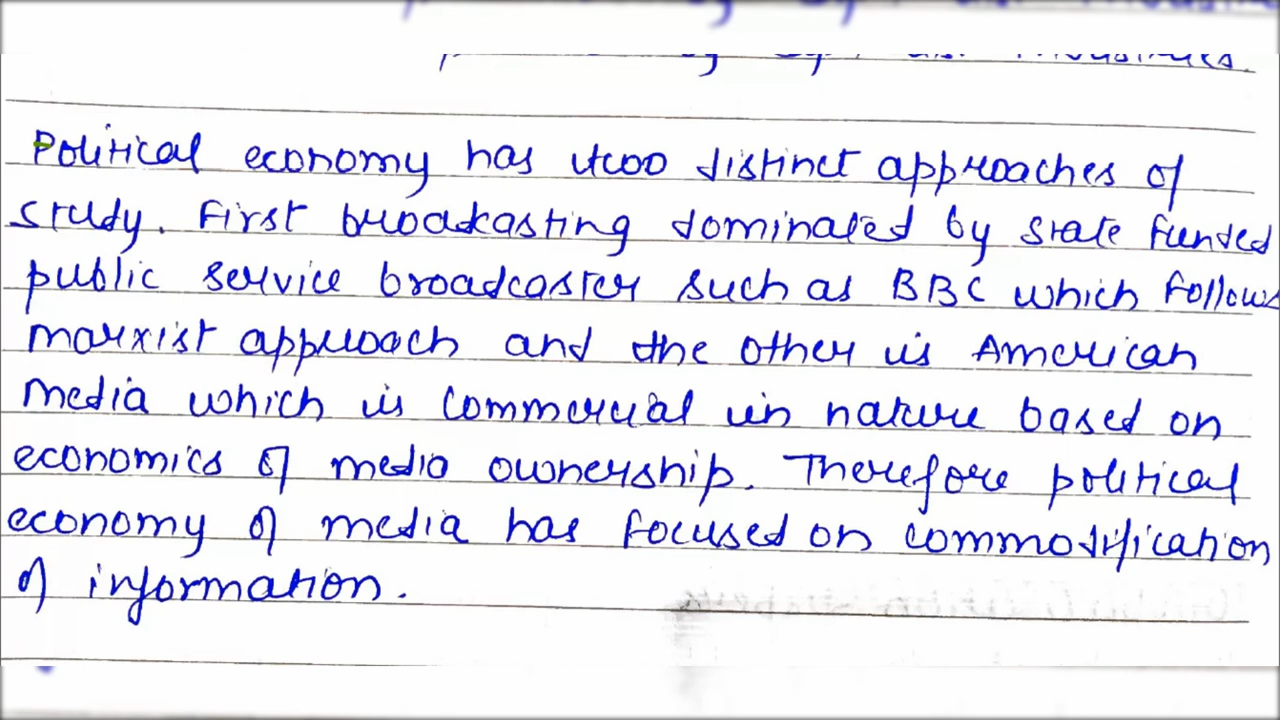 Political economy has two distinct approaches of
study. First broadcasting dominated by state funded
public service broadcaster such as BBC which follows
marxist approach and the other is American
media which is commercial in nature based on
economics of media ownership. Therefore political
economy of media has focused on commodification
of information.